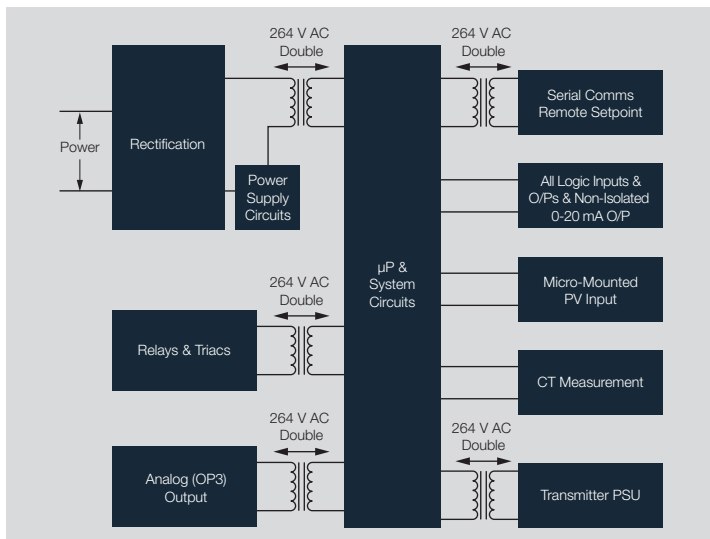 264 V AC
Double
264 V AC
Double
Power
Rectification
Power
Supply
Circuits
Serial Comms
Remote Setpoint
All Logic Inputs &
O/Ps & Non-Isolated
0-20 mA O/P
µP &
System
Circuits
Micro-Mounted
PV Input
264 V AC
Double
Relays & Triacs
CT Measurement
264 V AC
Double
264 V AC
Double
Analog (OP3)
Output
Transmitter PSU